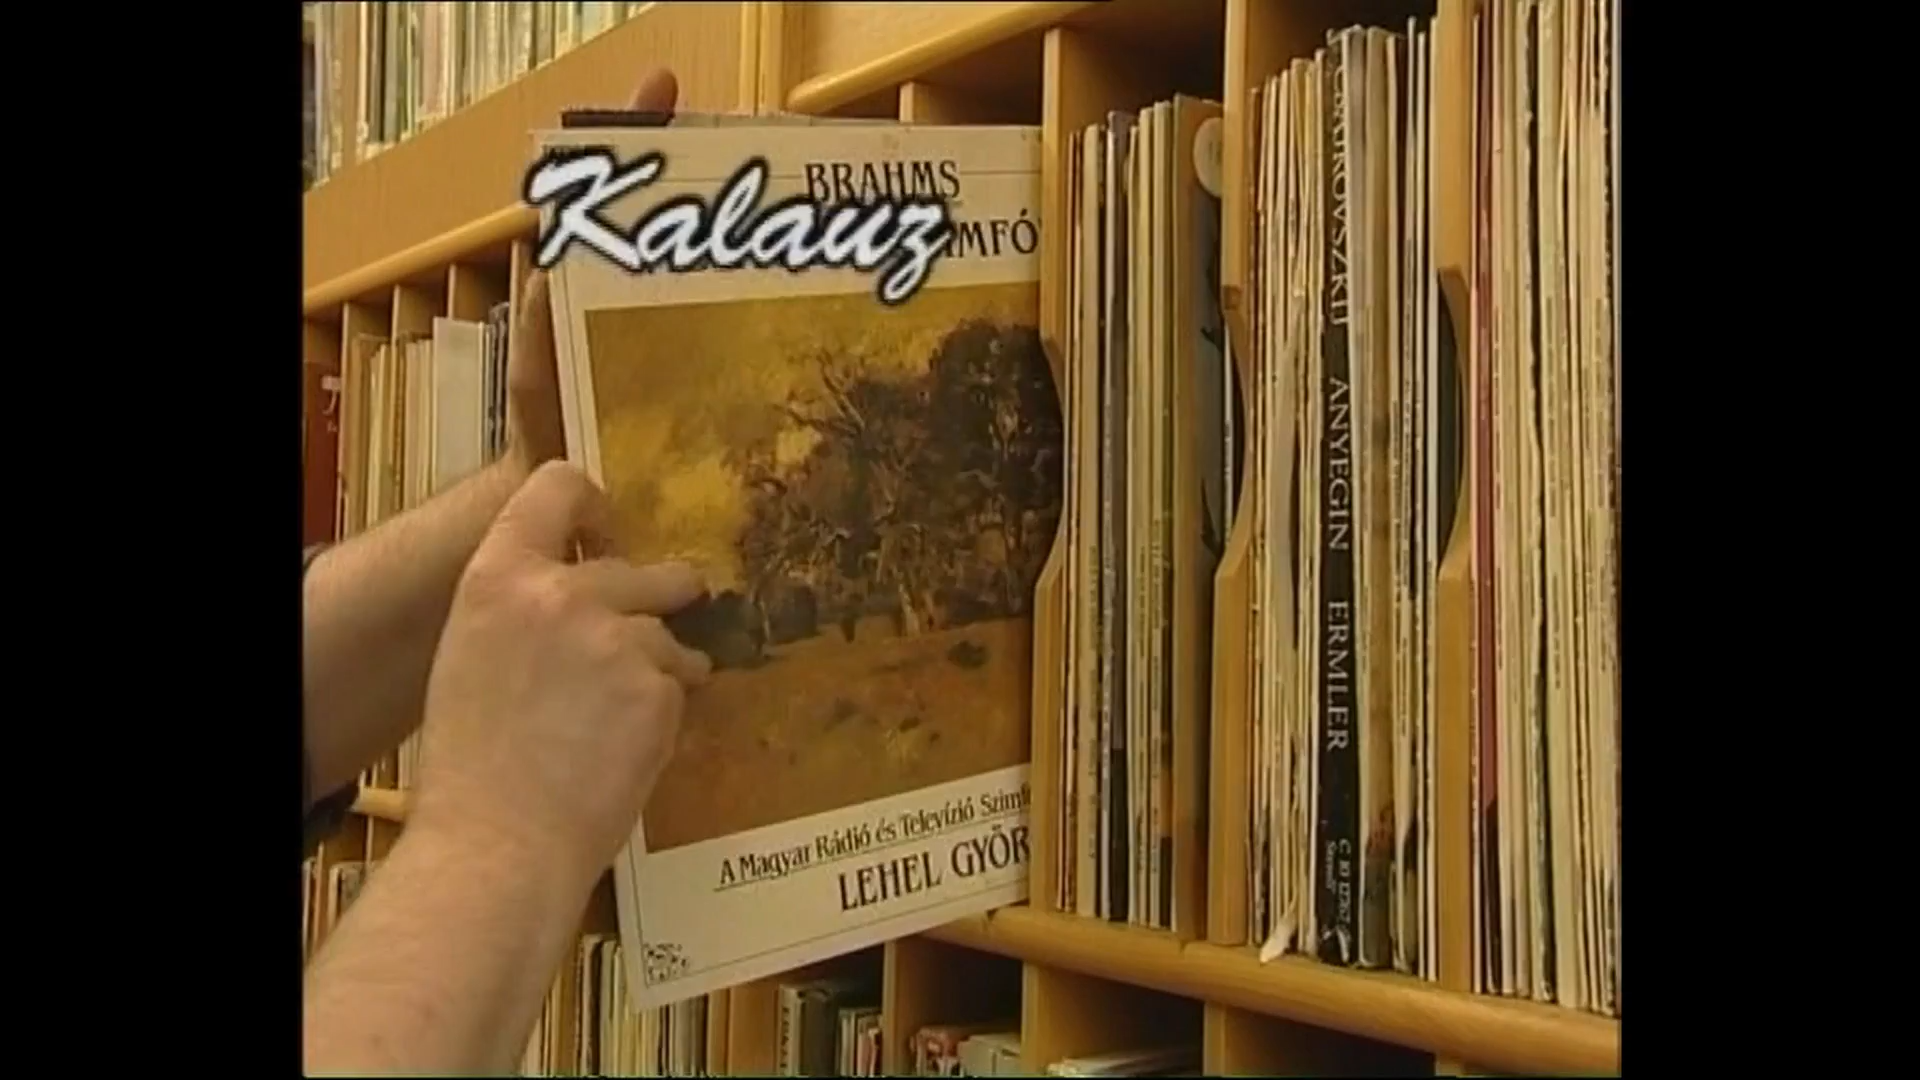 Kalauz
BRAHMS
IMFÓ
A Magyar Rádió és Televízió Szimf
LEHEL GYÖR
CSAJKOVSZKIJ ANYEGIN ERMLER